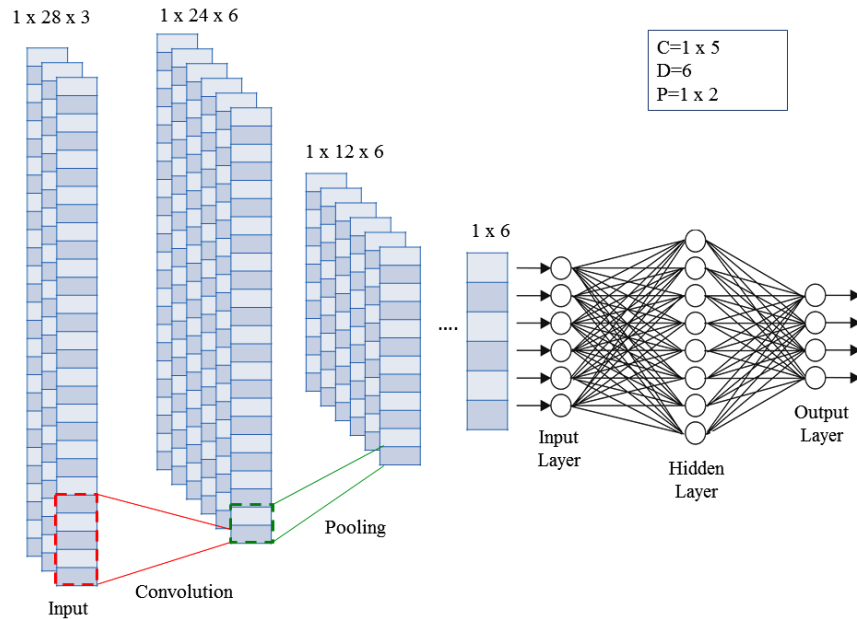 1 x 28 x 3
1 x 24 x 6
C=1 x 5
D=6
P=1 x 2
1 x 12 x 6
1 x 6
....
Input
Layer
Hidden
Layer
Output
Layer
Pooling
Convolution
Input